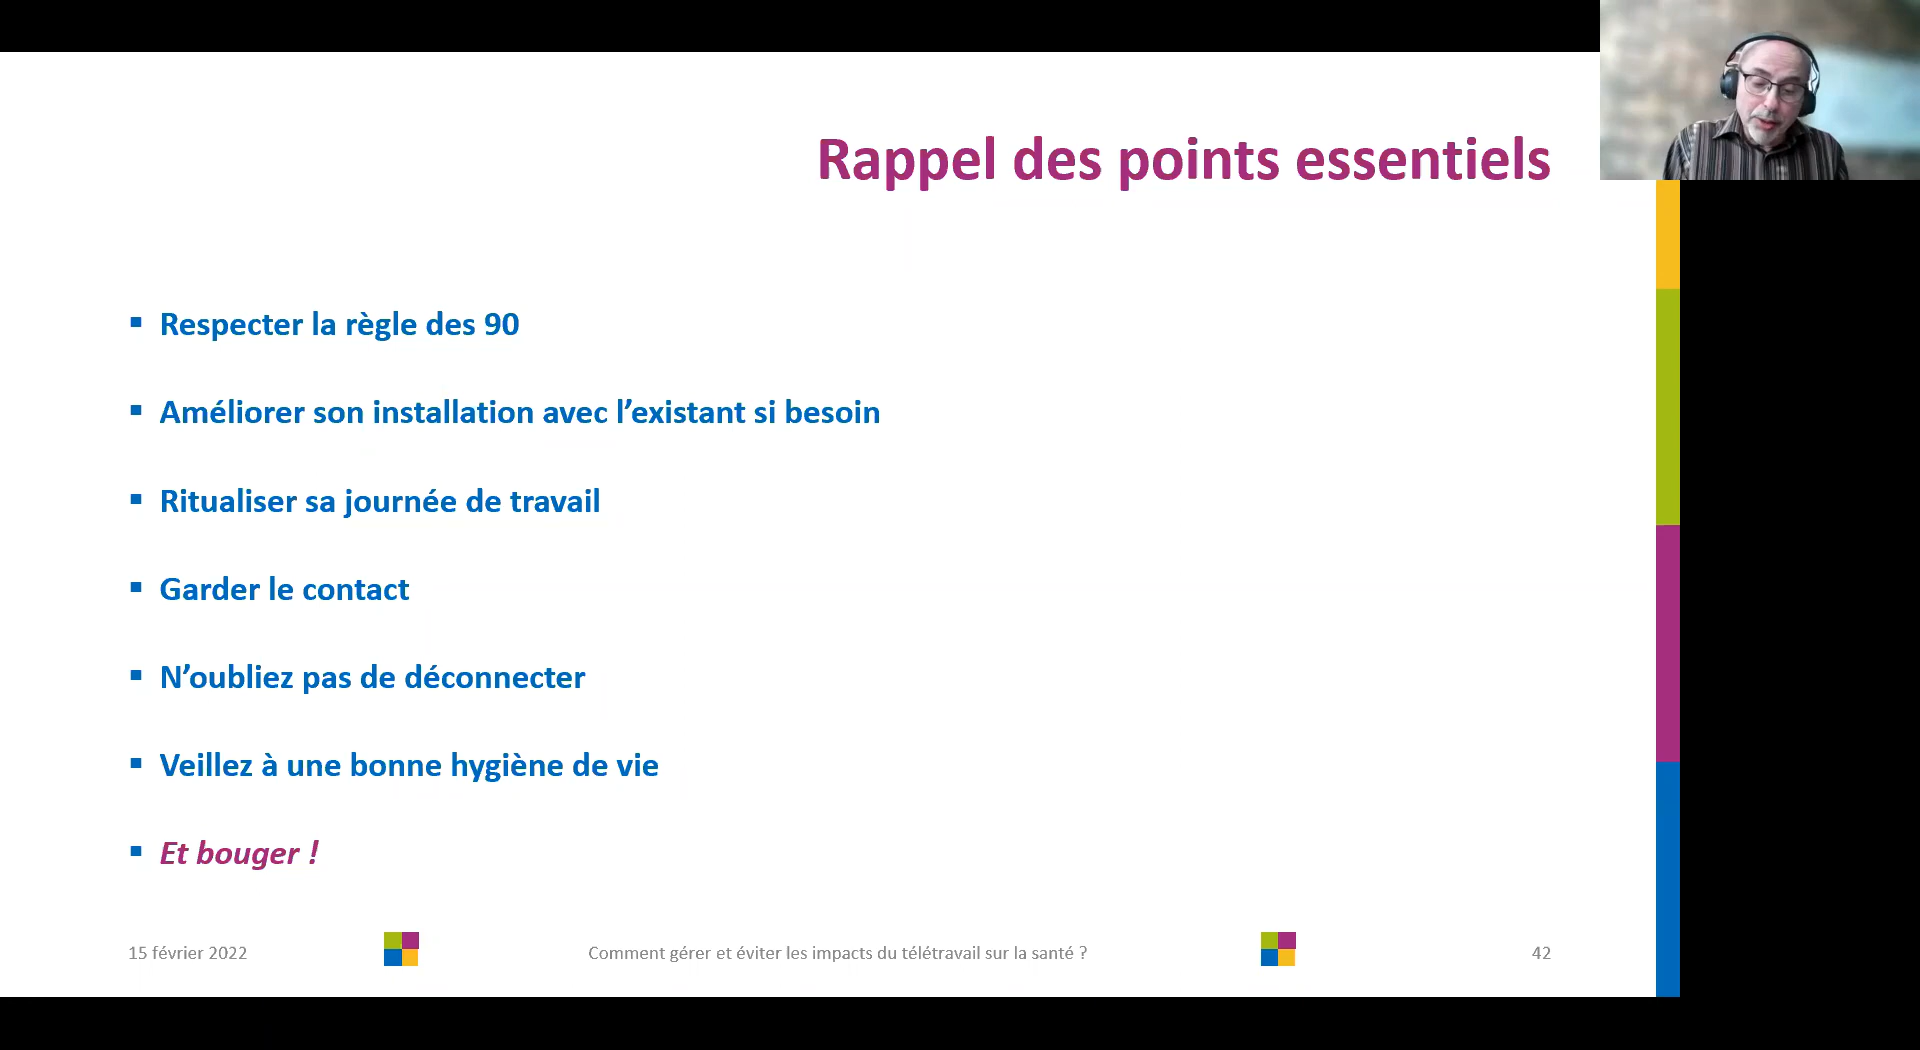 Rappel des points essentiels
▪ Respecter la règle des 90
▪ Améliorer son installation avec l’existant si besoin
▪ Ritualiser sa journée de travail
▪ Garder le contact
▪ N’oubliez pas de déconnecter
▪ Veillez à une bonne hygiène de vie
▪ Et bouger !
15 février 2022
Comment gérer et éviter les impacts du télétravail sur la santé ?
42